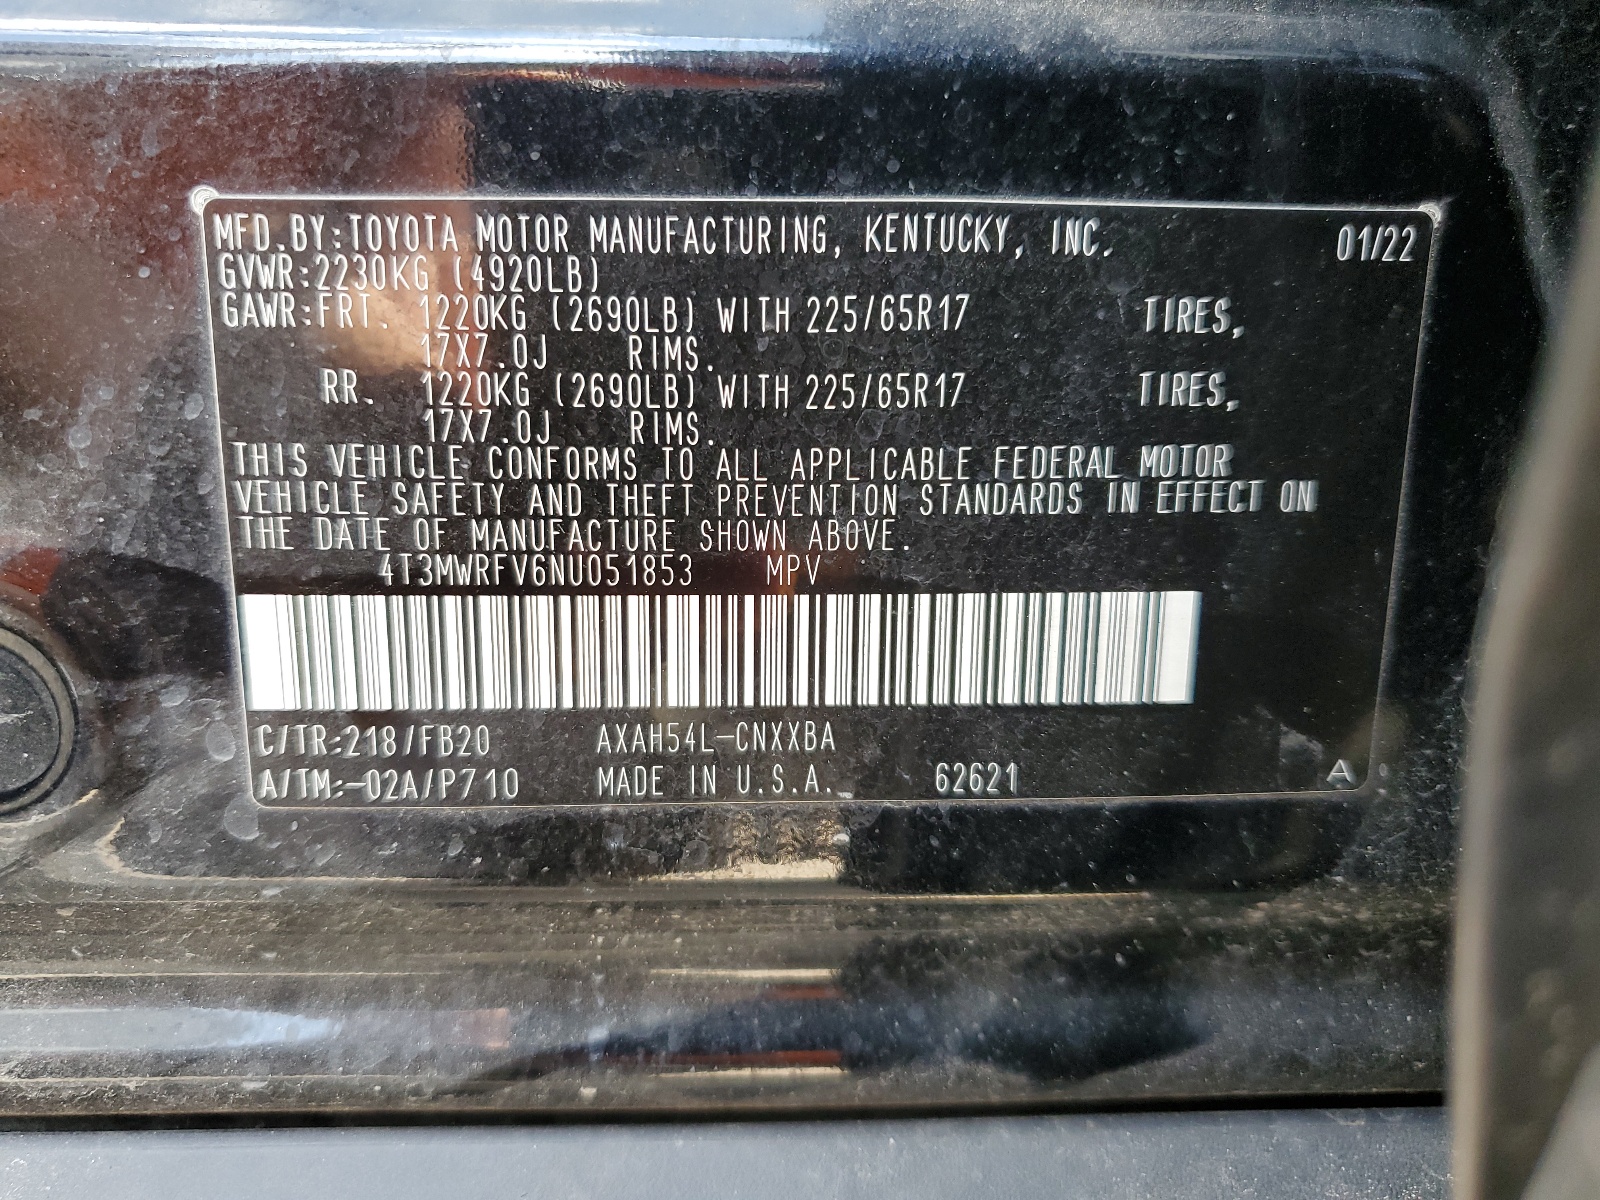 MFD.BY:TOYOTA MOTOR MANUFACTURING, KENTUCKY, INC. 01/22
GVWR:2230KG (4920LB)
GAWR:FRT. 1220KG (2690LB) WITH 225/65R17 TIRES,
17X7.0J RIMS.
RR. 1220KG (2690LB) WITH 225/65R17 TIRES,
17X7.0J RIMS.
THIS VEHICLE CONFORMS TO ALL APPLICABLE FEDERAL MOTOR
VEHICLE SAFETY AND THEFT PREVENTION STANDARDS IN EFFECT ON
THE DATE OF MANUFACTURE SHOWN ABOVE.
4T3MWRFV6NU051853 MPV
C/TR:218/FB20 AXAH54L-CNXXBA
A/TM:-02A/P710 MADE IN U.S.A. 62621 A